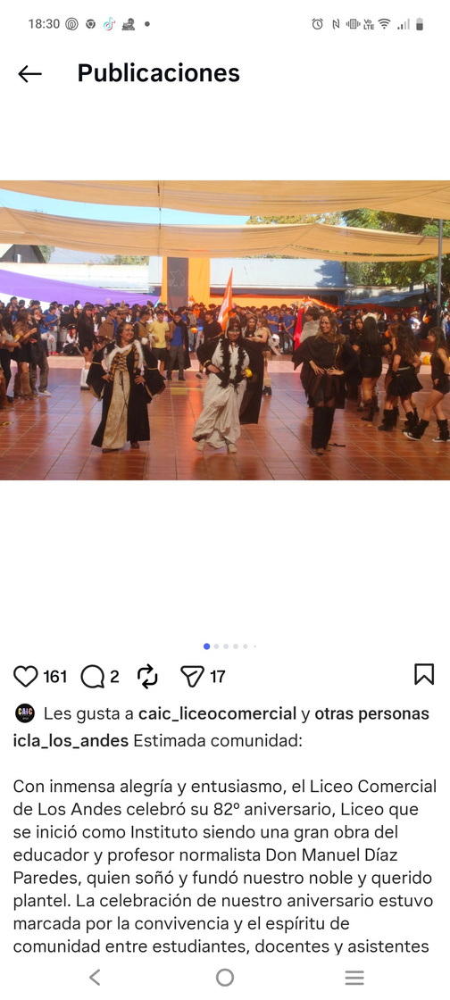 18:30
Vo
LTE
Publicaciones
161
2
17
CAIC
Les gusta a caic_liceocomercial y otras personas
icla_los_andes Estimada comunidad:
Con inmensa alegría y entusiasmo, el Liceo Comercial
de Los Andes celebró su 82º aniversario, Liceo que
se inició como Instituto siendo una gran obra del
educador y profesor normalista Don Manuel Díaz
Paredes, quien soñó y fundó nuestro noble y querido
plantel. La celebración de nuestro aniversario estuvo
marcada por la convivencia y el espíritu de
comunidad entre estudiantes, docentes y asistentes